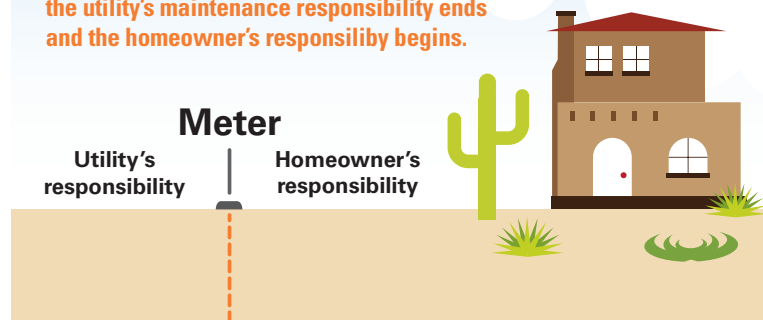 the utility's maintenance responsibility ends
and the homeowner's responsiliby begins.
Meter
Utility's
responsibility
Homeowner's
responsibility